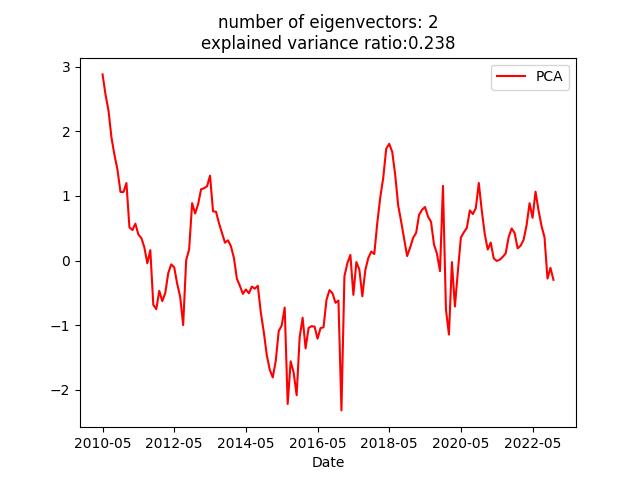 number of eigenvectors: 2
explained variance ratio:0.238
PCA
3
2
1
0
−1
−2
2010-05 2012-05 2014-05 2016-05 2018-05 2020-05 2022-05
Date